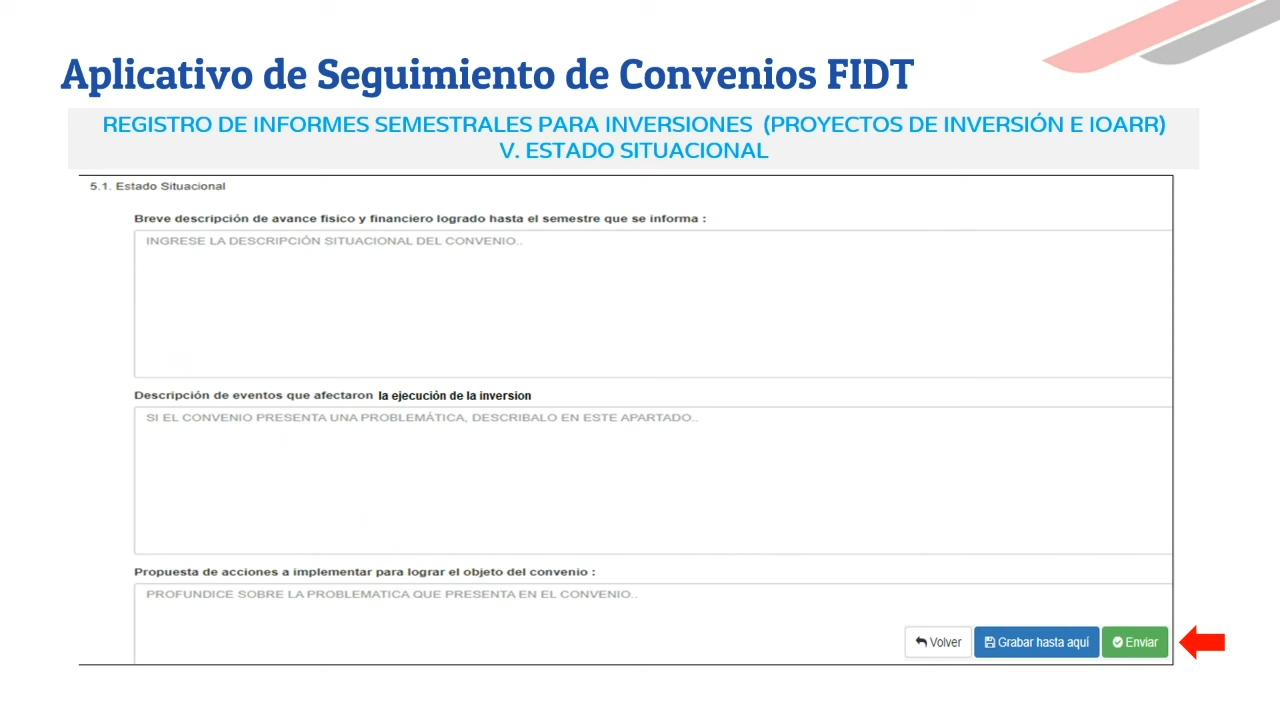 Aplicativo de Seguimiento de Convenios FIDT
REGISTRO DE INFORMES SEMESTRALES PARA INVERSIONES (PROYECTOS DE INVERSIÓN E IOARR)
V. ESTADO SITUACIONAL
5.1. Estado Situacional
Breve descripción de avance fisico y financiero logrado hasta el semestre que se informa :
INGRESE LA DESCRIPCIÓN SITUACIONAL DEL CONVENIO..
Descripción de eventos que afectaron la ejecución de la inversion
SI EL CONVENIO PRESENTA UNA PROBLEMÁTICA, DESCRIBALO EN ESTE APARTADO..
Propuesta de acciones a implementar para lograr el objeto del convenio :
PROFUNDICE SOBRE LA PROBLEMATICA QUE PRESENTA EN EL CONVENIO..
Volver Grabar hasta aquí Enviar